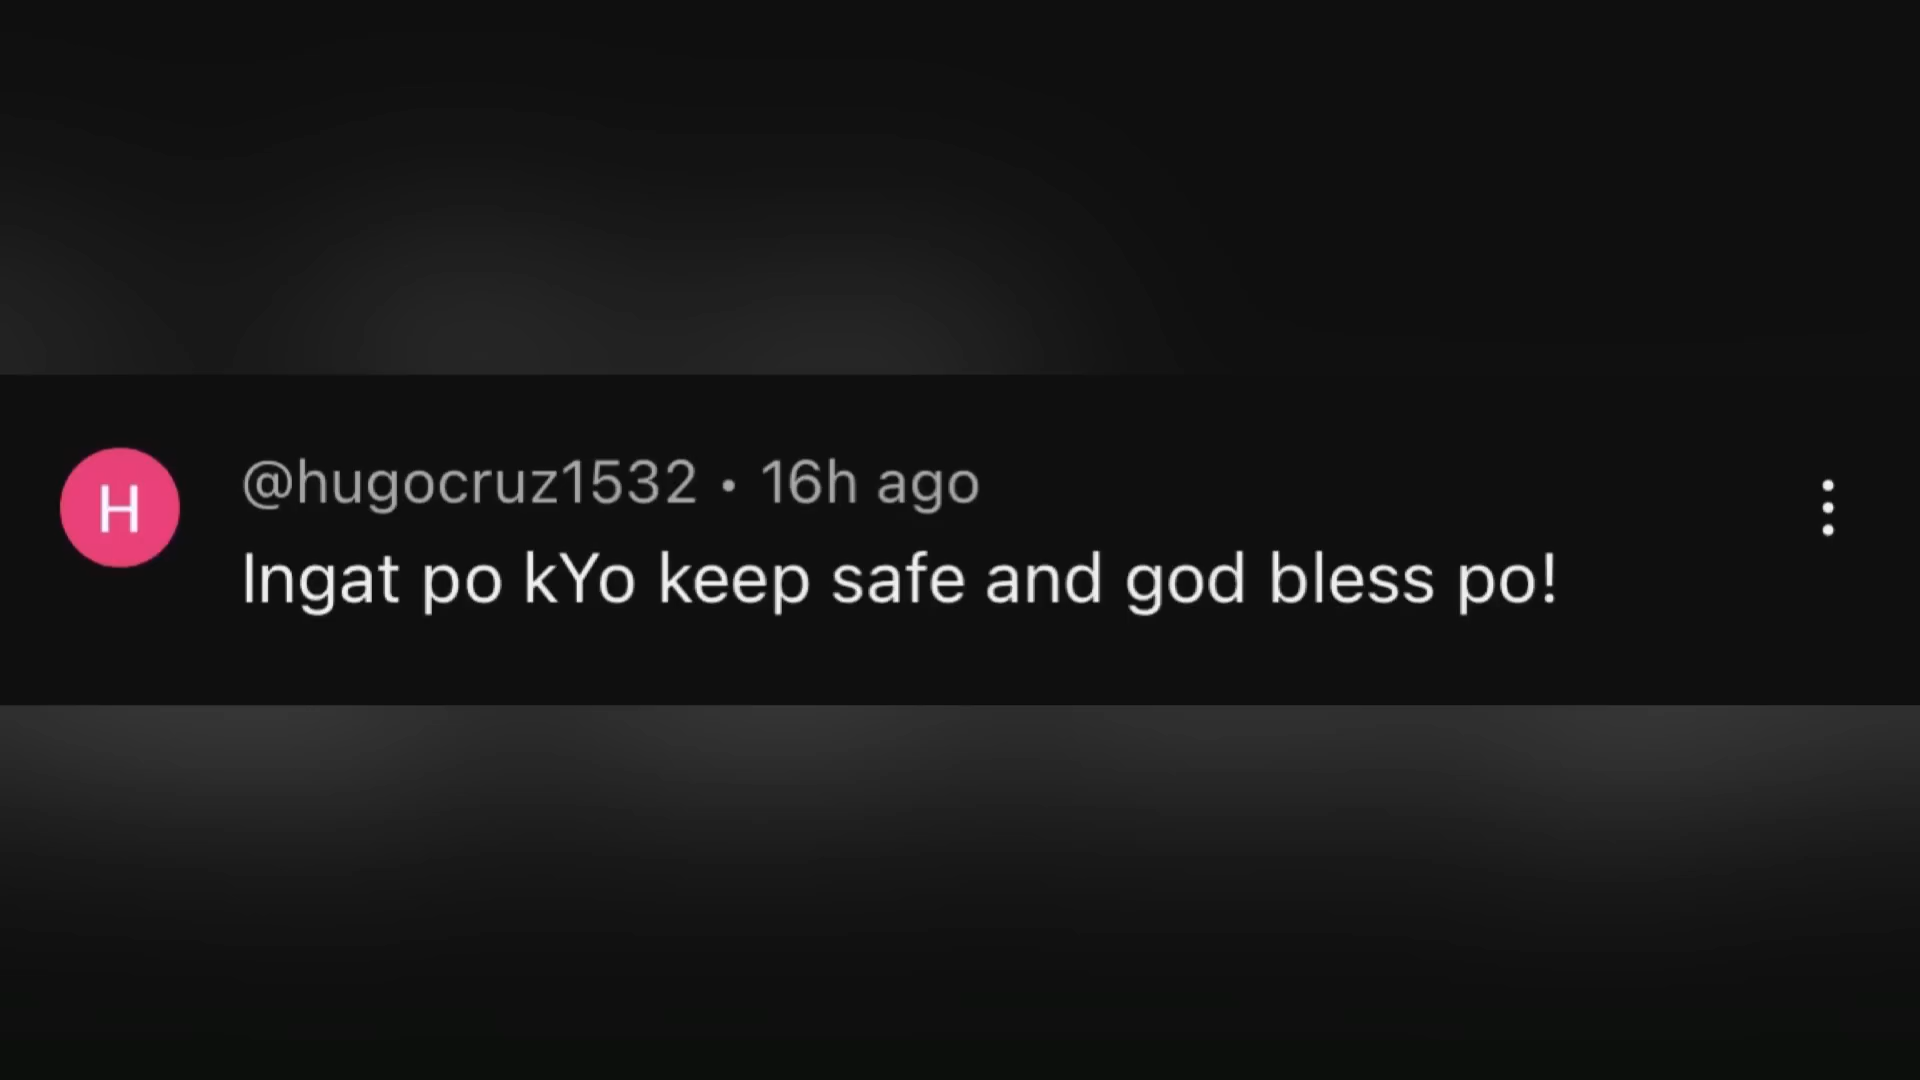 H
@hugocruz1532 • 16h ago
Ingat po kYo keep safe and god bless po!